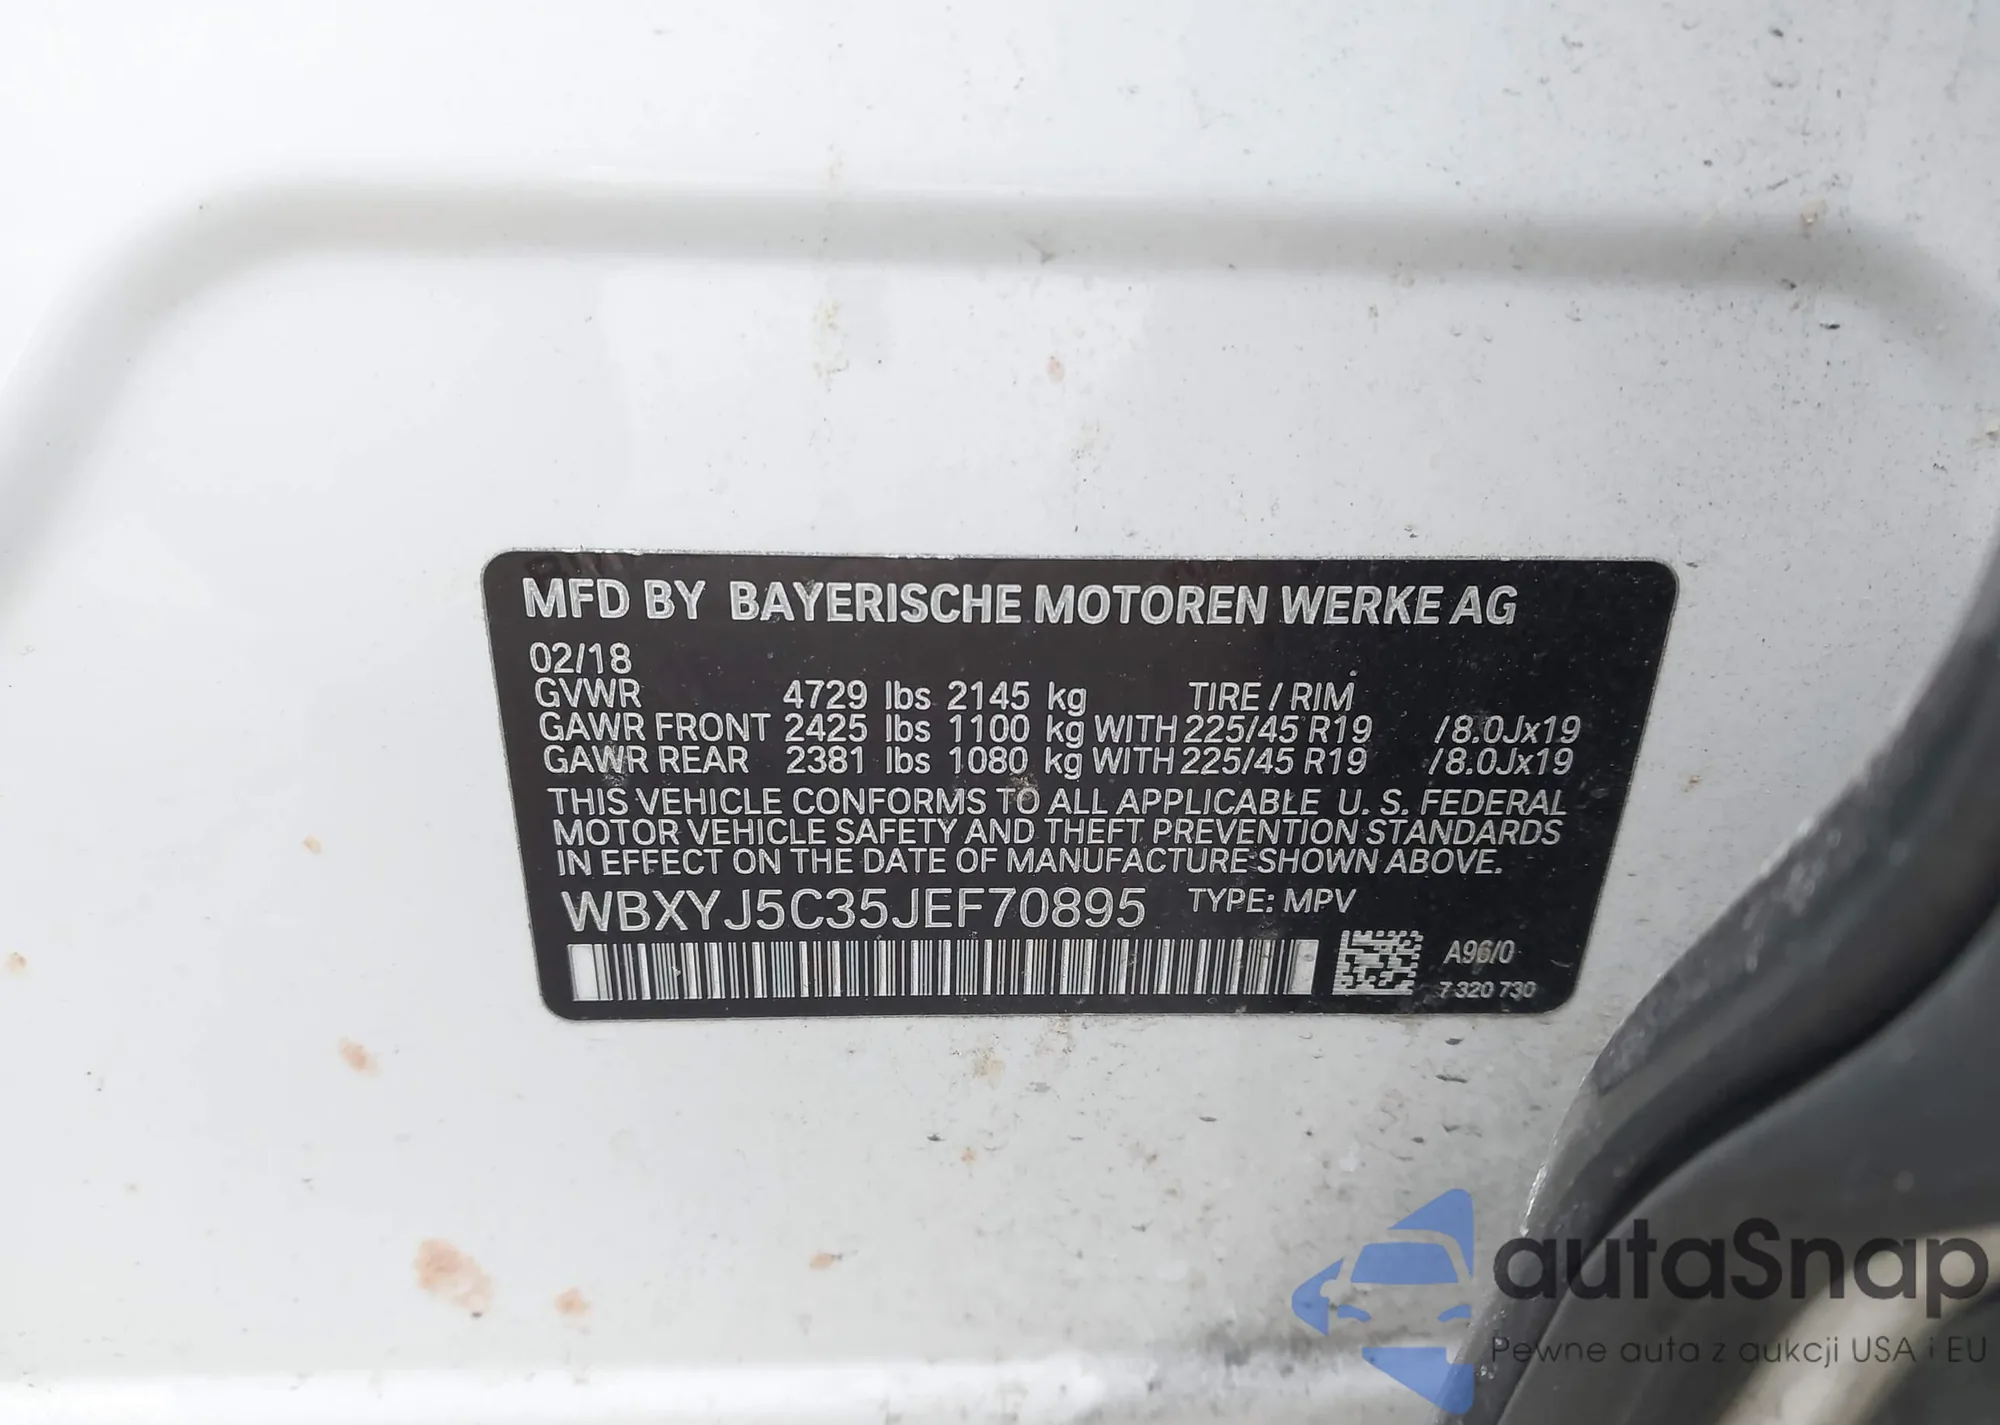 MFD BY BAYERISCHE MOTOREN WERKE AG
02/18
GVWR 4729 lbs 2145 kg TIRE / RIM
GAWR FRONT 2425 lbs 1100 kg WITH 225/45 R19 /8.0Jx19
GAWR REAR 2381 lbs 1080 kg WITH 225/45 R19 /8.0Jx19
THIS VEHICLE CONFORMS TO ALL APPLICABLE U. S. FEDERAL
MOTOR VEHICLE SAFETY AND THEFT PREVENTION STANDARDS
IN EFFECT ON THE DATE OF MANUFACTURE SHOWN ABOVE.
WBXYJ5C35JEF70895 TYPE: MPV
A96/0
7 320 730
autaSnap
Pewne auta z aukcji USA i EU